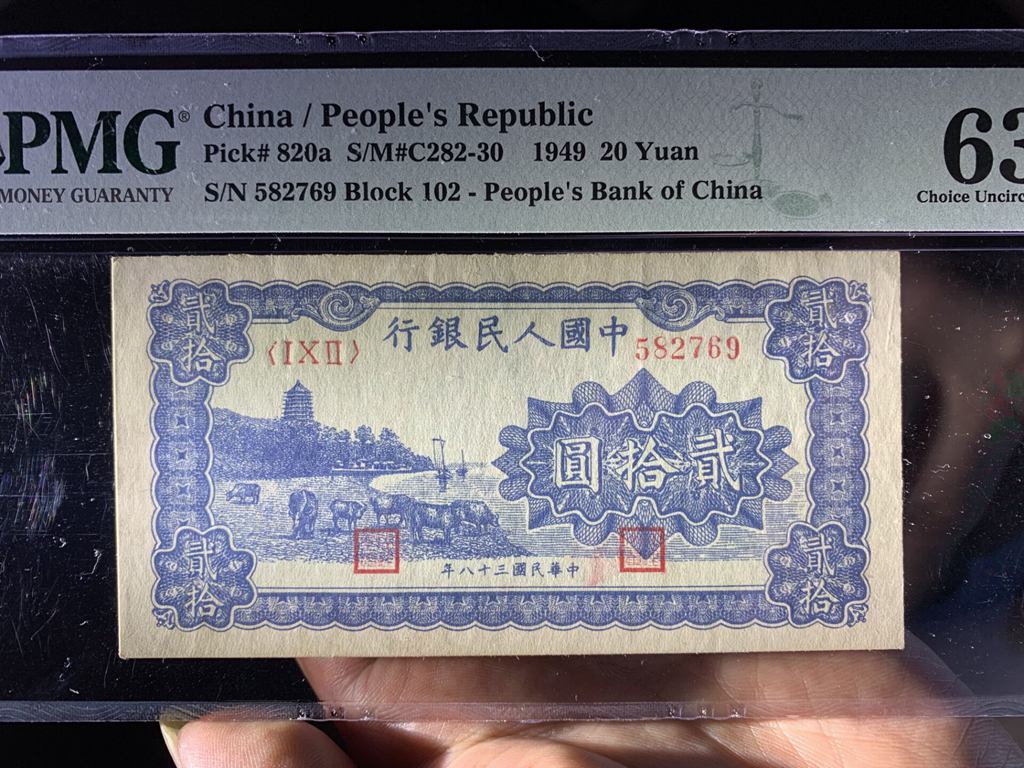 PMG®
MONEY GUARANTY
China / People's Republic
Pick# 820a S/M#C282-30 1949 20 Yuan
S/N 582769 Block 102 - People's Bank of China
63
Choice Uncirc
貳拾
貳拾
中國人民銀行
〈I X II〉
582769
貳拾圓
中華民國三十八年
貳拾
貳拾